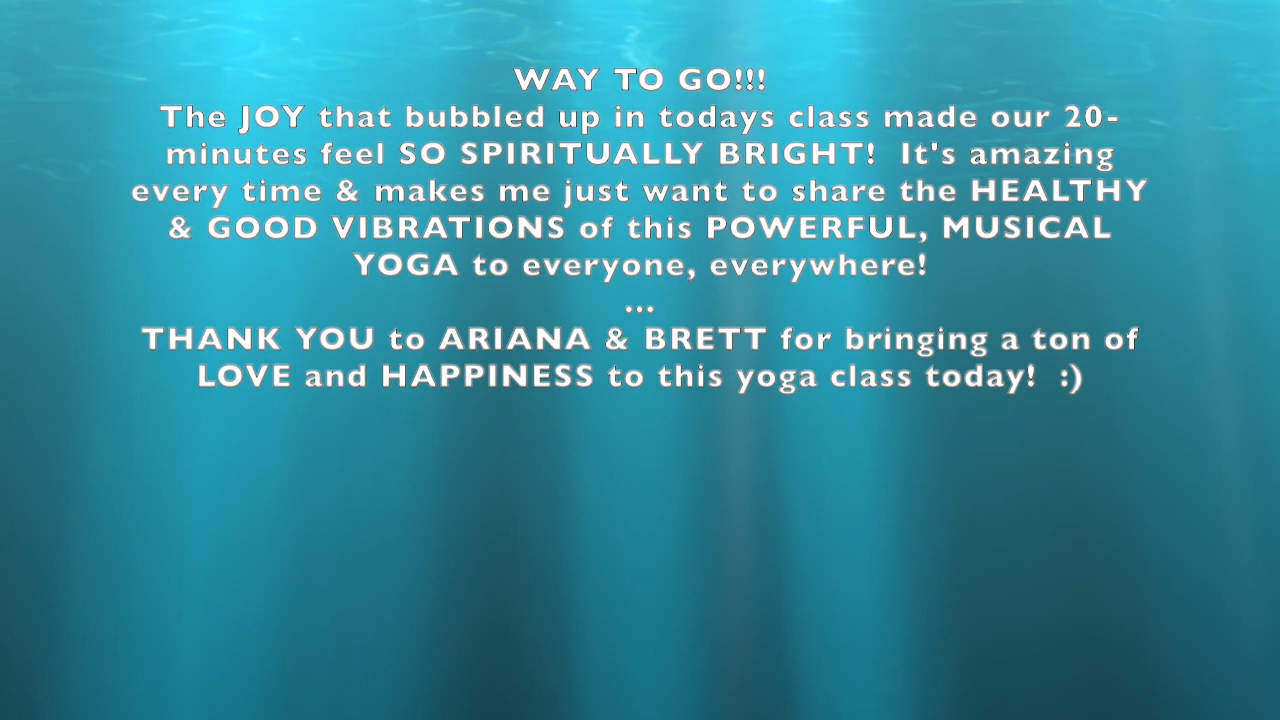 WAY TO GO!!!
The JOY that bubbled up in todays class made our 20-
minutes feel SO SPIRITUALLY BRIGHT!  It's amazing
every time & makes me just want to share the HEALTHY
& GOOD VIBRATIONS of this POWERFUL, MUSICAL
YOGA to everyone, everywhere!
...
THANK YOU to ARIANA & BRETT for bringing a ton of
LOVE and HAPPINESS to this yoga class today!  :)